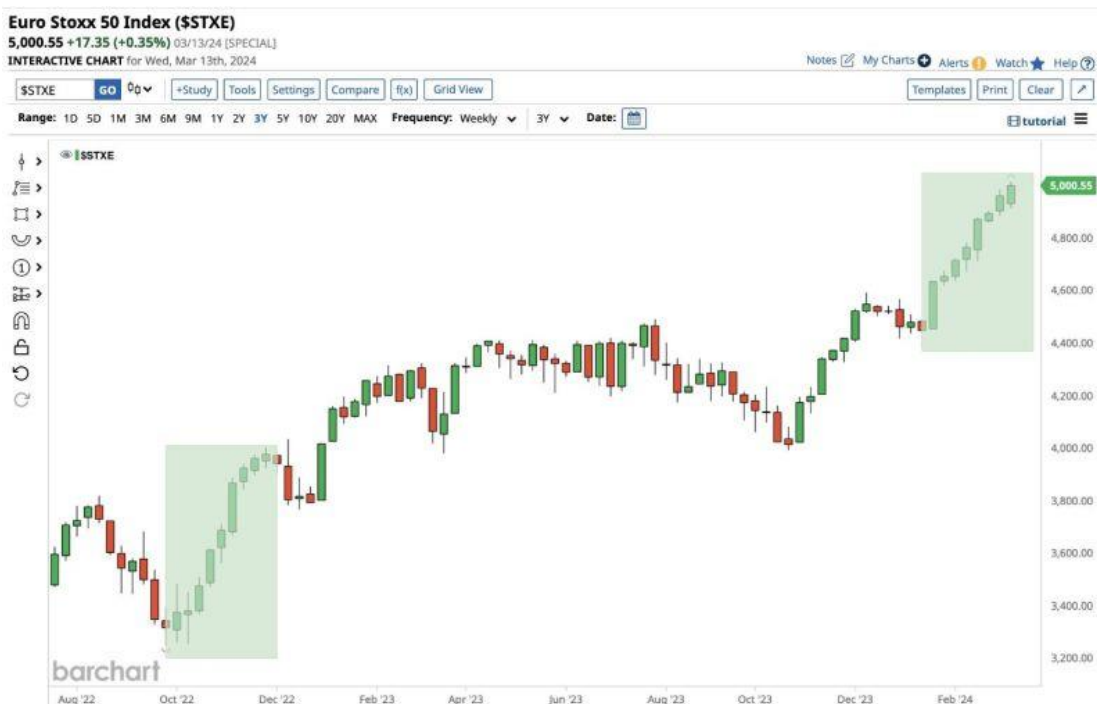 Euro Stoxx 50 Index ($STXE)
5,000.55 +17.35 (+0.35%) 03/13/24 [SPECIAL]
INTERACTIVE CHART for Wed, Mar 13th, 2024
Notes My Charts Alerts Watch Help
$STXE GO +Study Tools Settings Compare f(x) Grid View Templates Print Clear
Range: 1D 5D 1M 3M 6M 9M 1Y 2Y 3Y 5Y 10Y 20Y MAX Frequency: Weekly 3Y Date: tutorial
$STXE
5,000.55
4,800.00
4,600.00
4,400.00
4,200.00
4,000.00
3,800.00
3,600.00
3,400.00
3,200.00
barchart
Aug '22 Oct '22 Dec '22 Feb '23 Apr '23 Jun '23 Aug '23 Oct '23 Dec '23 Feb '24